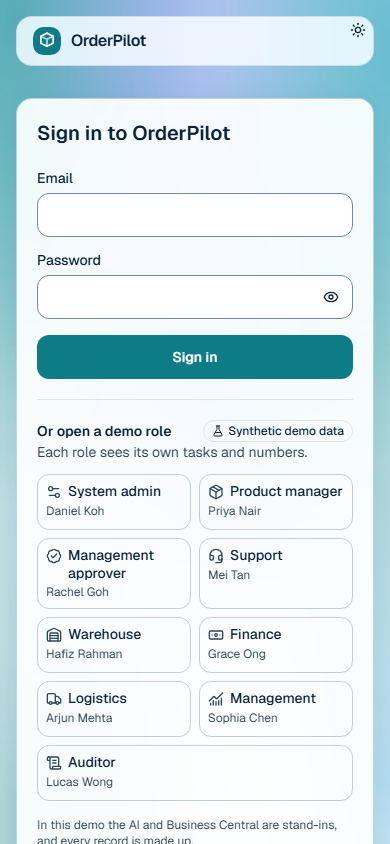 OrderPilot
Sign in to OrderPilot
Email
Password
Sign in
Or open a demo role
Synthetic demo data
Each role sees its own tasks and numbers.
System admin
Daniel Koh
Product manager
Priya Nair
Management
approver
Rachel Goh
Support
Mei Tan
Warehouse
Hafiz Rahman
Finance
Grace Ong
Logistics
Arjun Mehta
Management
Sophia Chen
Auditor
Lucas Wong
In this demo the AI and Business Central are stand-ins,
and every record is made up.